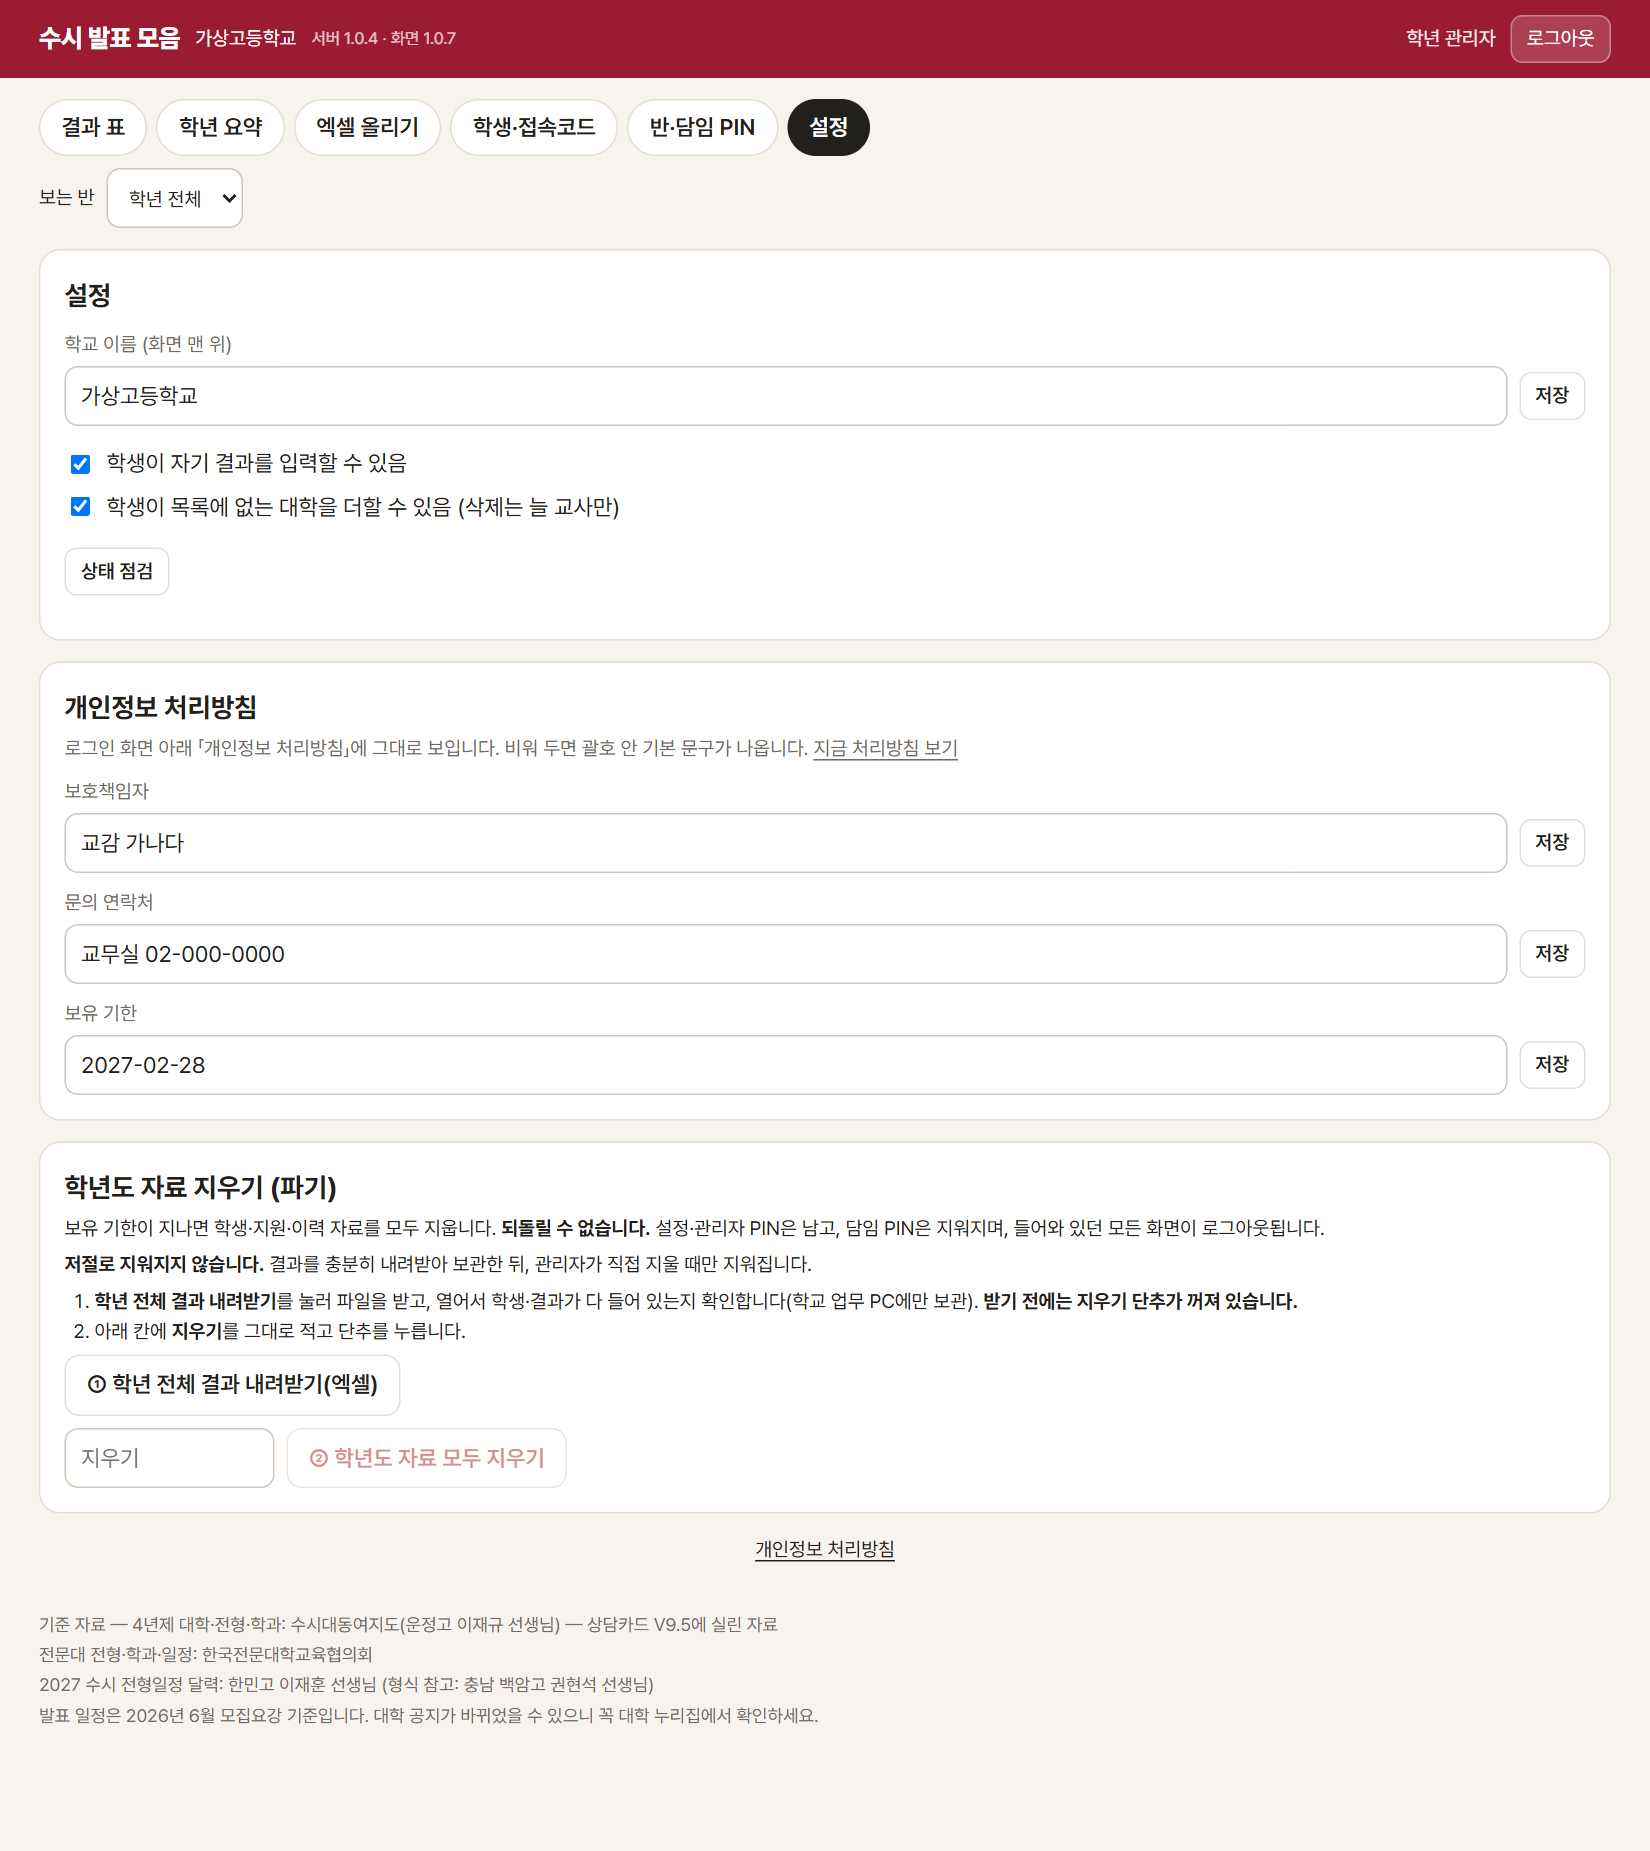 수시 발표 모음 가상고등학교 서버 1.0.4 · 화면 1.0.7 학년 관리자 로그아웃
결과 표 학년 요약 엑셀 올리기 학생·접속코드 반·담임 PIN 설정
보는 반 학년 전체
설정
학교 이름 (화면 맨 위)
가상고등학교 저장
학생이 자기 결과를 입력할 수 있음
학생이 목록에 없는 대학을 더할 수 있음 (삭제는 늘 교사만)
상태 점검
개인정보 처리방침
로그인 화면 아래 「개인정보 처리방침」에 그대로 보입니다. 비워 두면 괄호 안 기본 문구가 나옵니다. 지금 처리방침 보기
보호책임자
교감 가나다 저장
문의 연락처
교무실 02-000-0000 저장
보유 기한
2027-02-28 저장
학년도 자료 지우기 (파기)
보유 기한이 지나면 학생·지원·이력 자료를 모두 지웁니다. 되돌릴 수 없습니다. 설정·관리자 PIN은 남고, 담임 PIN은 지워지며, 들어와 있던 모든 화면이 로그아웃됩니다.
저절로 지워지지 않습니다. 결과를 충분히 내려받아 보관한 뒤, 관리자가 직접 지울 때만 지워집니다.
1. 학년 전체 결과 내려받기를 눌러 파일을 받고, 열어서 학생·결과가 다 들어 있는지 확인합니다(학교 업무 PC에만 보관). 받기 전에는 지우기 단추가 꺼져 있습니다.
2. 아래 칸에 지우기를 그대로 적고 단추를 누릅니다.
① 학년 전체 결과 내려받기(엑셀)
지우기 ② 학년도 자료 모두 지우기
개인정보 처리방침
기준 자료 — 4년제 대학·전형·학과: 수시대동여지도(운정고 이재규 선생님) — 상담카드 V9.5에 실린 자료
전문대 전형·학과·일정: 한국전문대학교육협의회
2027 수시 전형일정 달력: 한민고 이재훈 선생님 (형식 참고: 충남 백암고 권현석 선생님)
발표 일정은 2026년 6월 모집요강 기준입니다. 대학 공지가 바뀌었을 수 있으니 꼭 대학 누리집에서 확인하세요.